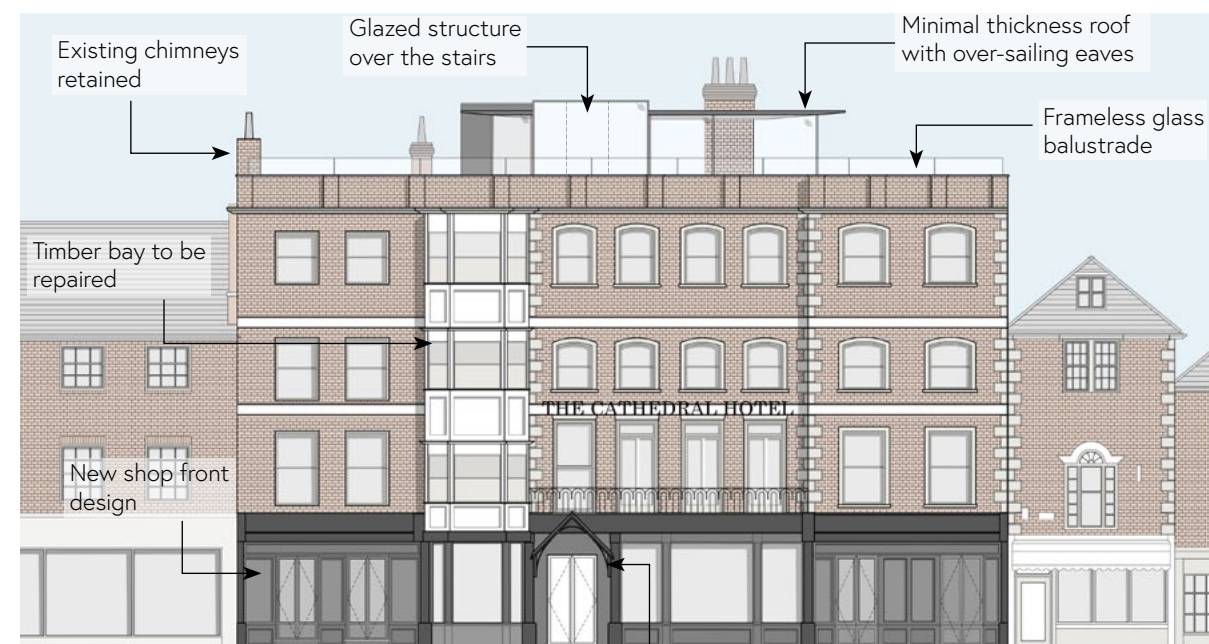 Existing chimneys
retained
Glazed structure
over the stairs
Minimal thickness roof
with over-sailing eaves
Frameless glass
balustrade
Timber bay to be
repaired
THE CATHEDRAL HOTEL
New shop front
design